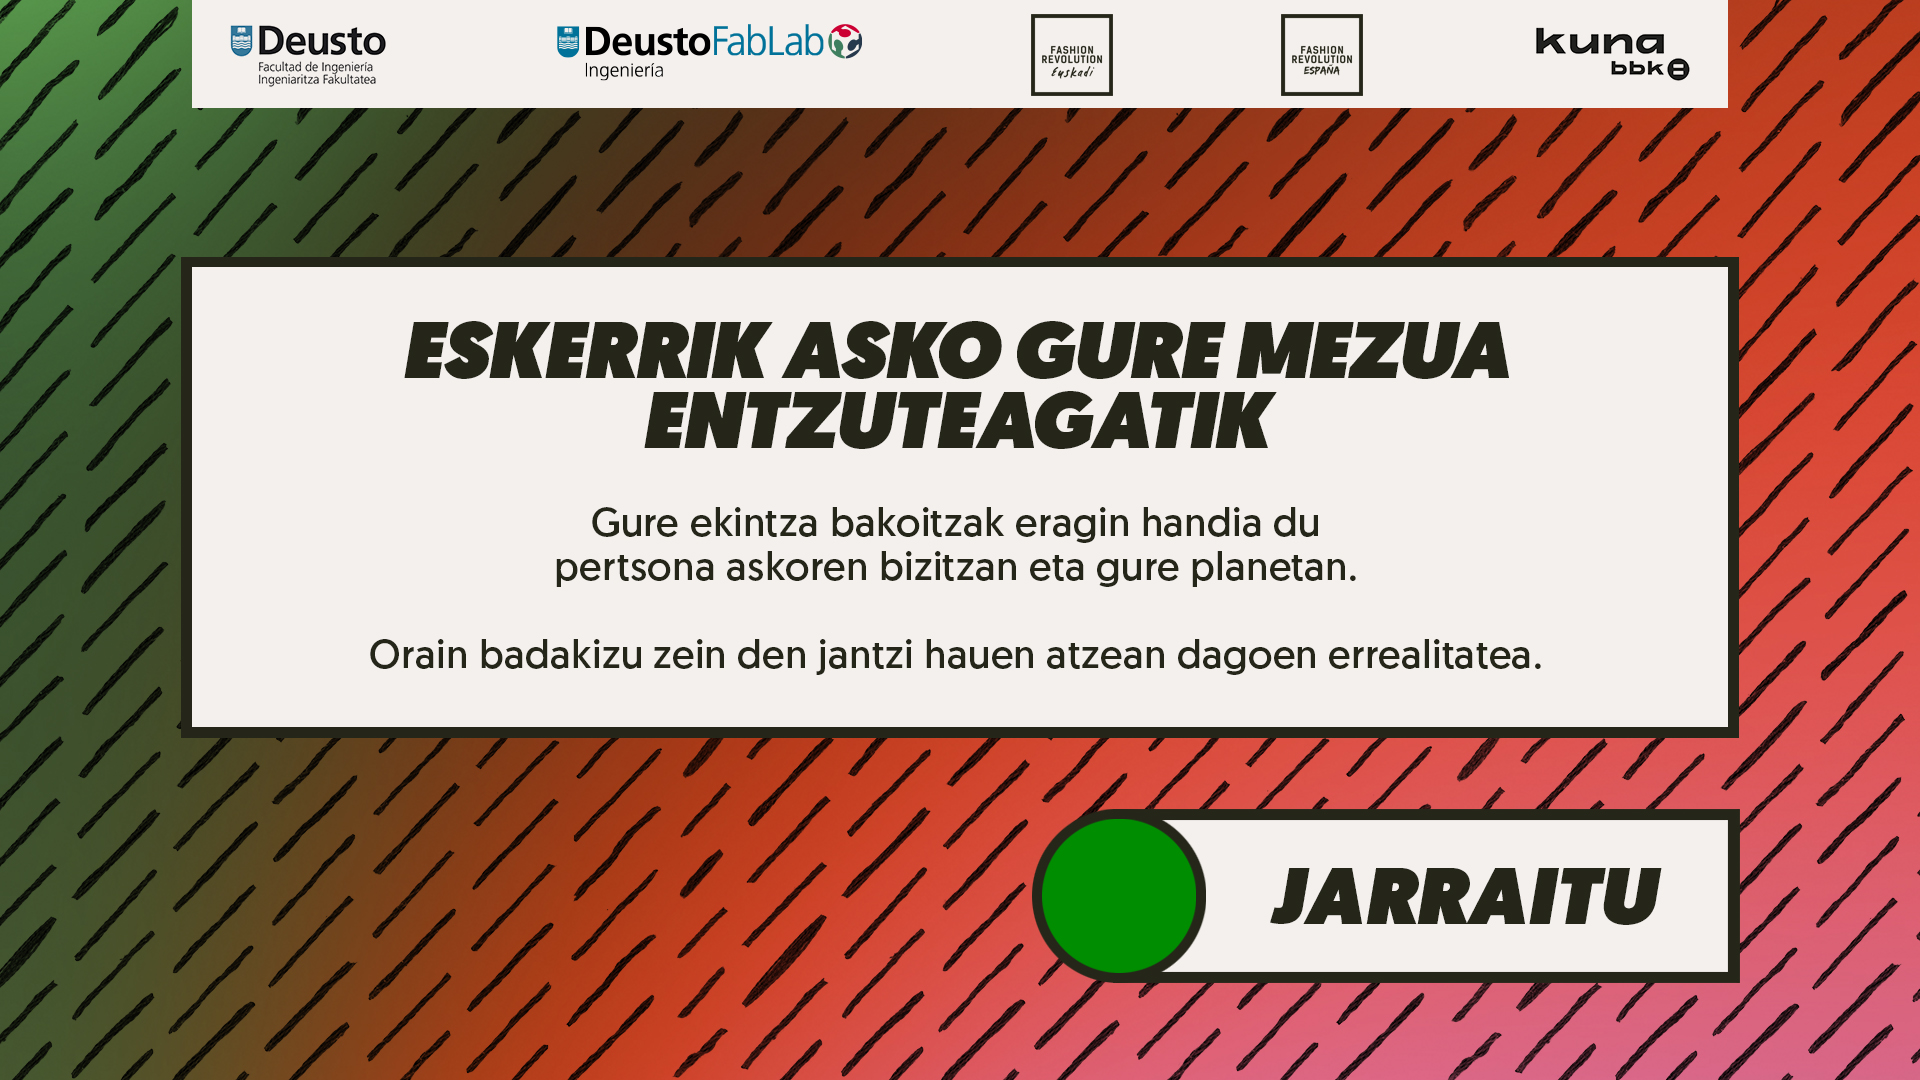 Deusto
Facultad de Ingeniería
Ingeniaritza Fakultatea
DeustoFabLab
Ingeniería
FASHION
REVOLUTION
Euskadi
FASHION
REVOLUTION
ESPAÑA
kuna
bbk
ESKERRIK ASKO GURE MEZUA
ENTZUTEAGATIK
Gure ekintza bakoitzak eragin handia du
pertsona askoren bizitzan eta gure planetan.
Orain badakizu zein den jantzi hauen atzean dagoen errealitatea.
JARRAITU